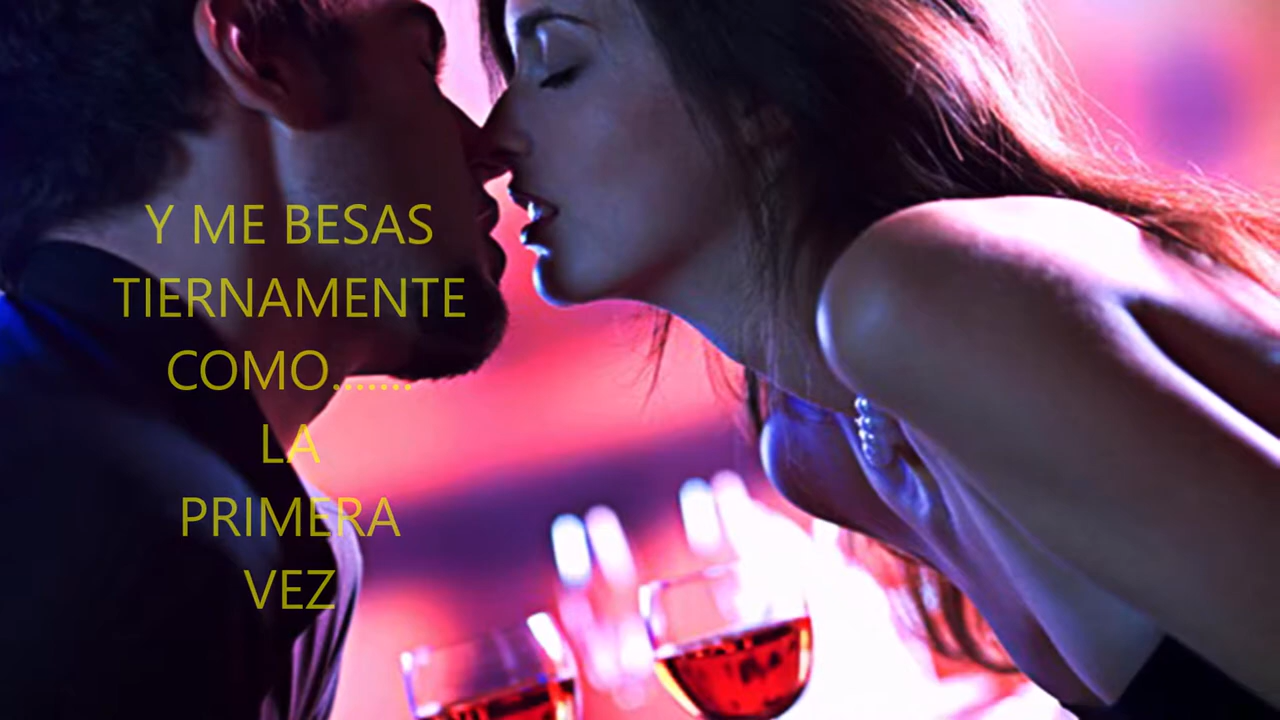 Y ME BESAS
TIERNAMENTE
COMO.......
LA
PRIMERA
VEZ